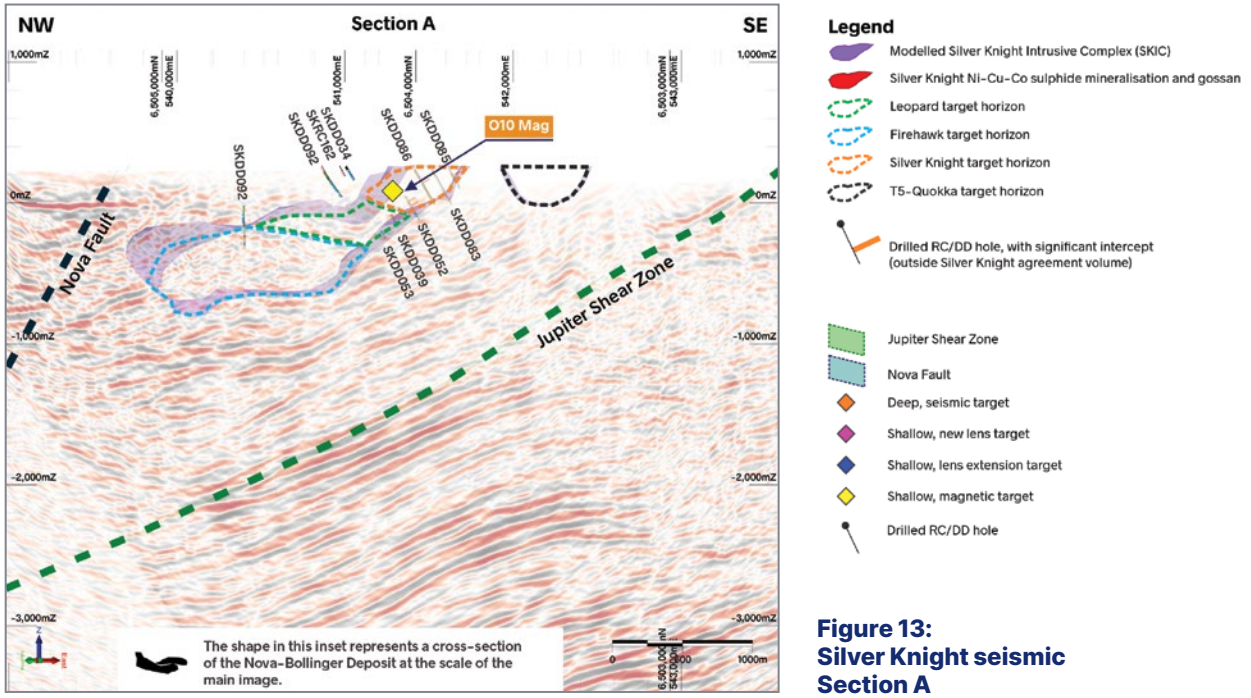 NW
Section A
SE
1,000mZ
1,000mZ
6,505,000mN
540,000mE
541,000mE
6,504,000mN
542,000mE
6,503,000mN
543,000mE
O10 Mag
SKDD092
SKDD092
SKRC162
SKDD034
SKDD086
SKDD085
SKDD083
SKDD052
SKDD039
SKDD053
0mZ
0mZ
Nova Fault
Jupiter Shear Zone
-1,000mZ
-1,000mZ
-2,000mZ
-2,000mZ
-3,000mZ
-3,000mZ
Z
East
The shape in this inset represents a cross-section
of the Nova-Bollinger Deposit at the scale of the
main image.
6,503,000 mN
543,000mE
0
1000m
Legend
Modelled Silver Knight Intrusive Complex (SKIC)
Silver Knight Ni-Cu-Co sulphide mineralisation and gossan
Leopard target horizon
Firehawk target horizon
Silver Knight target horizon
T5-Quokka target horizon
Drilled RC/DD hole, with significant intercept
(outside Silver Knight agreement volume)
Jupiter Shear Zone
Nova Fault
Deep, seismic target
Shallow, new lens target
Shallow, lens extension target
Shallow, magnetic target
Drilled RC/DD hole
Figure 13:
Silver Knight seismic
Section A